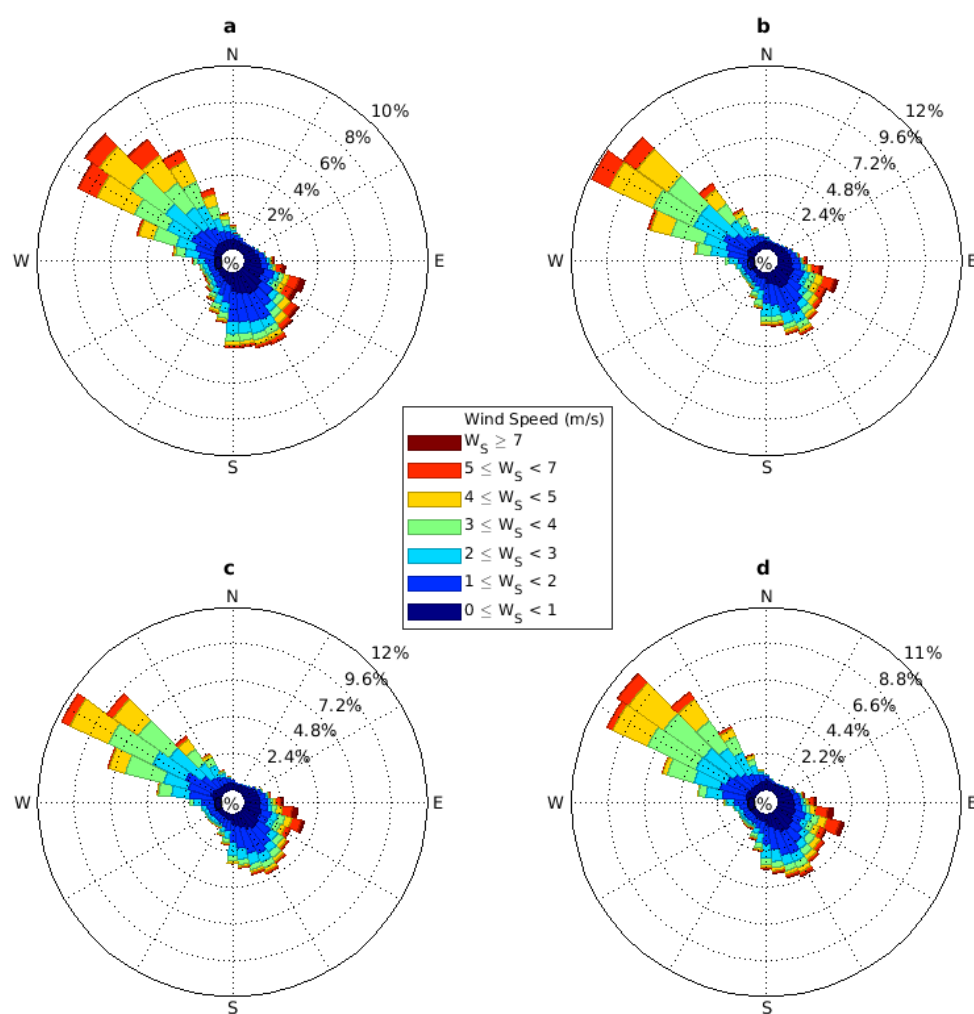 a
N
10%
8%
6%
4%
2%
W
%
E
S
b
N
12%
9.6%
7.2%
4.8%
2.4%
W
%
E
S
Wind Speed (m/s)
W_S ≥ 7
5 ≤ W_S < 7
4 ≤ W_S < 5
3 ≤ W_S < 4
2 ≤ W_S < 3
1 ≤ W_S < 2
0 ≤ W_S < 1
c
N
12%
9.6%
7.2%
4.8%
2.4%
W
%
E
S
d
N
11%
8.8%
6.6%
4.4%
2.2%
W
%
E
S